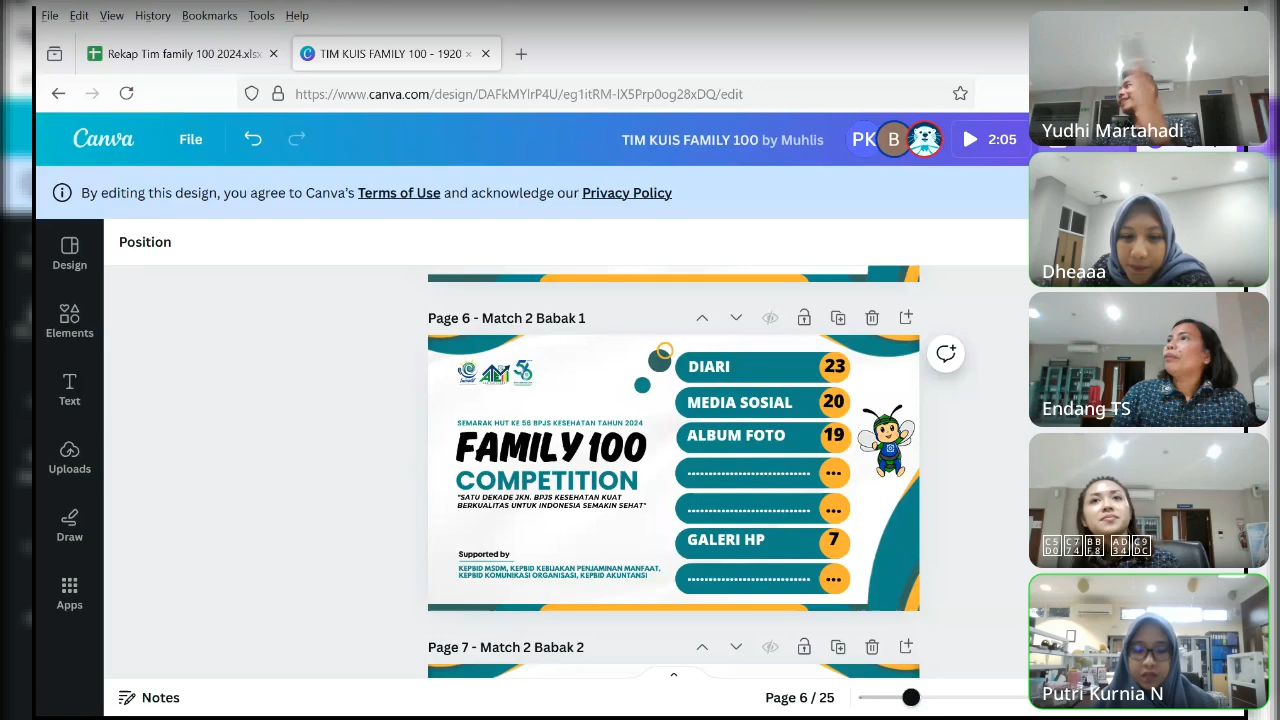 File Edit View History Bookmarks Tools Help
Rekap Tim family 100 2024.xlsx
TIM KUIS FAMILY 100 - 1920 ×
https://www.canva.com/design/DAFkMYIrP4U/eg1itRM-IX5Prp0og28xDQ/edit
Canva
File
TIM KUIS FAMILY 100 by Muhlis
PK
B
2:05
By editing this design, you agree to Canva's Terms of Use and acknowledge our Privacy Policy
Position
Design
Elements
Text
Uploads
Draw
Apps
Page 6 - Match 2 Babak 1
56
SEMARAK HUT KE 56 BPJS KESEHATAN TAHUN 2024
FAMILY 100
COMPETITION
"SATU DEKADE JKN. BPJS KESEHATAN KUAT
BERKUALITAS UNTUK INDONESIA SEMAKIN SEHAT"
Supported by
KEPBID MSDM, KEPBID KEBIJAKAN PENJAMINAN MANFAAT,
KEPBID KOMUNIKASI ORGANISASI, KEPBID AKUNTANSI
DIARI 23
MEDIA SOSIAL 20
ALBUM FOTO 19
................................ ...
................................ ...
GALERI HP 7
................................ ...
Page 7 - Match 2 Babak 2
Notes
Page 6 / 25
Yudhi Martahadi
Dheaaa
Endang TS
Putri Kurnia N